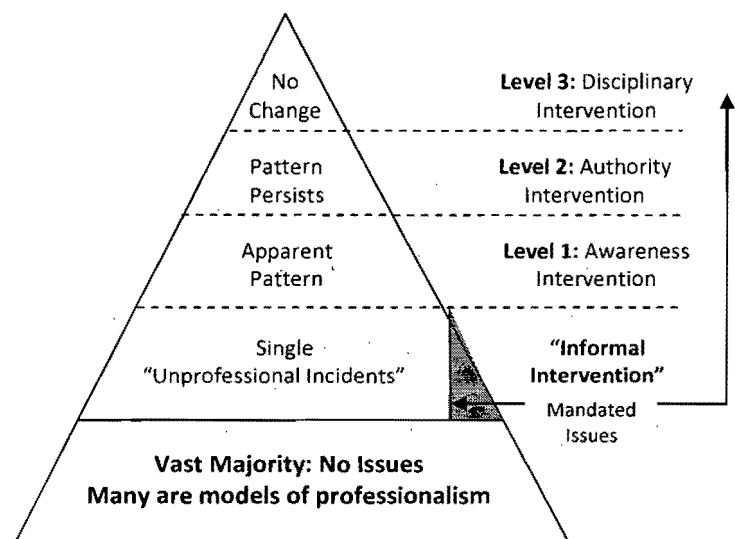 No
Change
Level 3: Disciplinary
Intervention
Pattern
Persists
Level 2: Authority
Intervention
Apparent
Pattern
Level 1: Awareness
Intervention
Single
"Unprofessional Incidents"
"Informal
Intervention"
Mandated
Issues
Vast Majority: No Issues
Many are models of professionalism